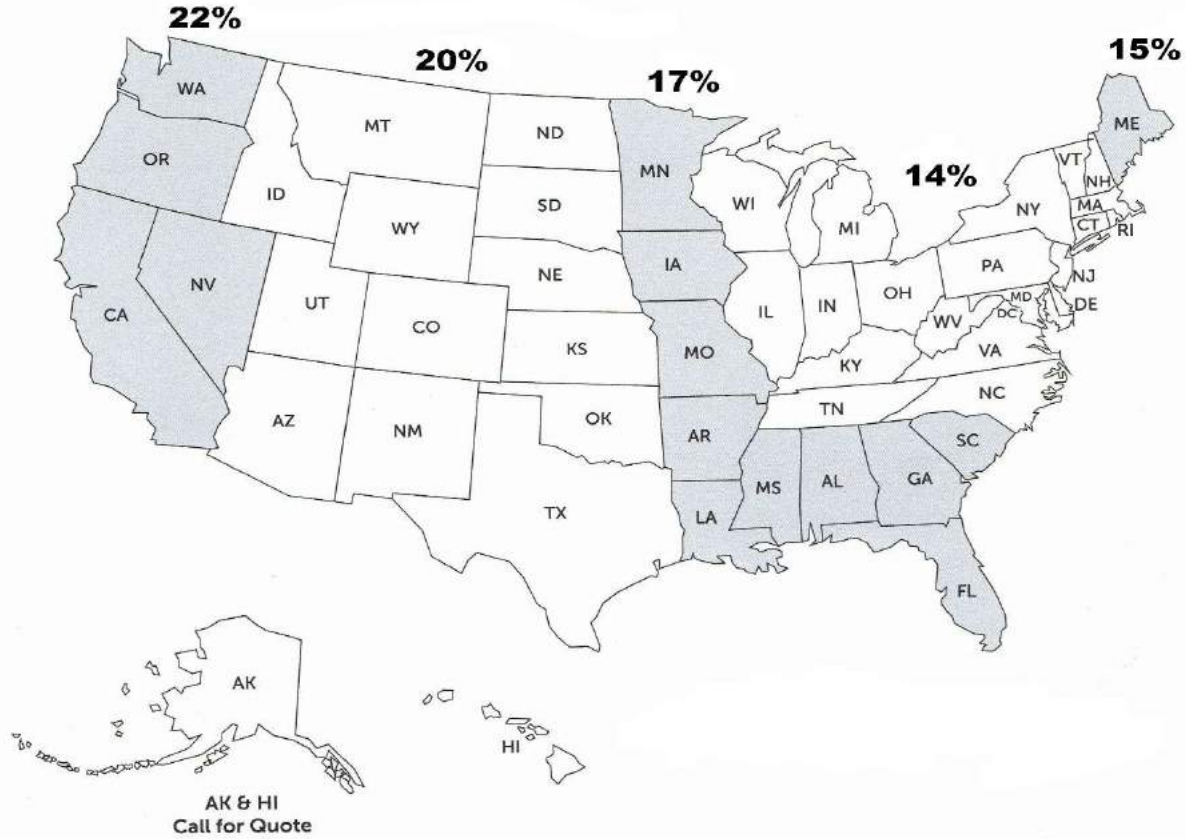 22%
20%
17%
15%
14%
WA
MT
ND
MN
ME
OR
ID
SD
WI
MI
VT
NH
NY
MA
CT
RI
WY
IA
PA
NJ
NE
NV
UT
CO
IL
IN
OH
MD
DE
DC
WV
CA
KS
MO
KY
VA
NC
AZ
NM
OK
TN
AR
SC
MS
AL
GA
TX
LA
FL
AK
HI
AK & HI
Call for Quote